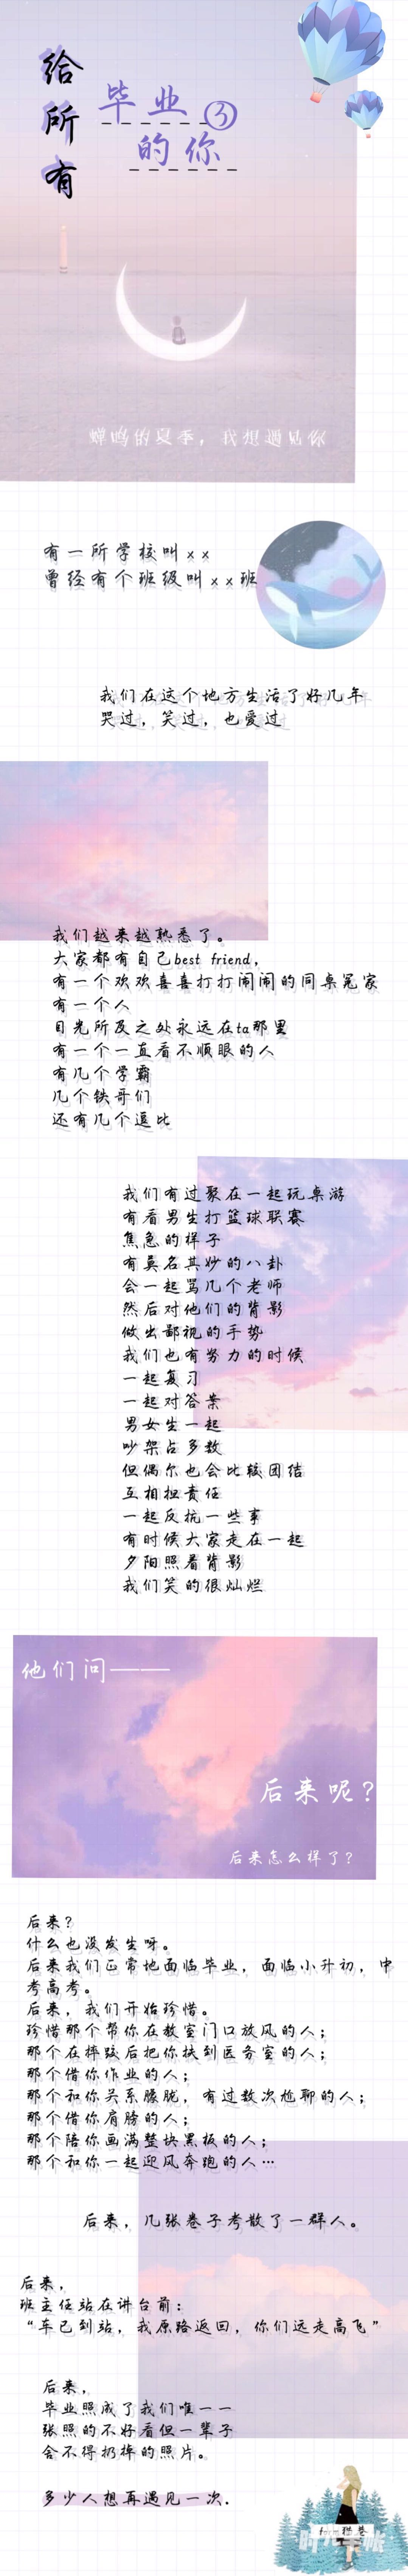 给所有
毕业③
的你
蝉鸣的夏季，我想遇见你
有一所学校叫xx
曾经有个班级叫xx班
我们在这个地方生活了好几年
哭过，笑过，也爱过
我们越来越熟悉了。
大家都有自己best friend，
有一个欢欢喜喜打打闹闹的同桌冤家
有一个人
目光所及之处永远在ta那里
有一个一直看不顺眼的人
有几个学霸
几个铁哥们
还有几个逗比
我们有过聚在一起玩桌游
有看男生打篮球联赛
焦急的样子
有莫名其妙的八卦
会一起骂几个老师
然后对他们的背影
做出鄙视的手势
我们也有努力的时候
一起复习
一起对答案
男女生一起
吵架占多数
但偶尔也会比较团结
互相担责任
一起反抗一些事
有时候大家走在一起
夕阳照着背影
我们笑的很灿烂
他们问——
后来呢？
后来怎么样了？
后来？
什么也没发生呀。
后来我们正常地面临毕业，面临小升初，中
考高考。
后来，我们开始珍惜。
珍惜那个帮你在教室门口放风的人；
那个在摔跤后把你扶到医务室的人；
那个借你作业的人；
那个和你关系朦胧，有过数次尬聊的人；
那个借你肩膀的人；
那个陪你画满整块黑板的人；
那个和你一起迎风奔跑的人…
后来，几张卷子考散了一群人。
后来，
班主任站在讲台前：
“车已到站，我原路返回，你们远走高飞”
后来，
毕业照成了我们唯一一
张照的不好看但一辈子
舍不得扔掉的照片。
多少人想再遇见一次.
时光手帐